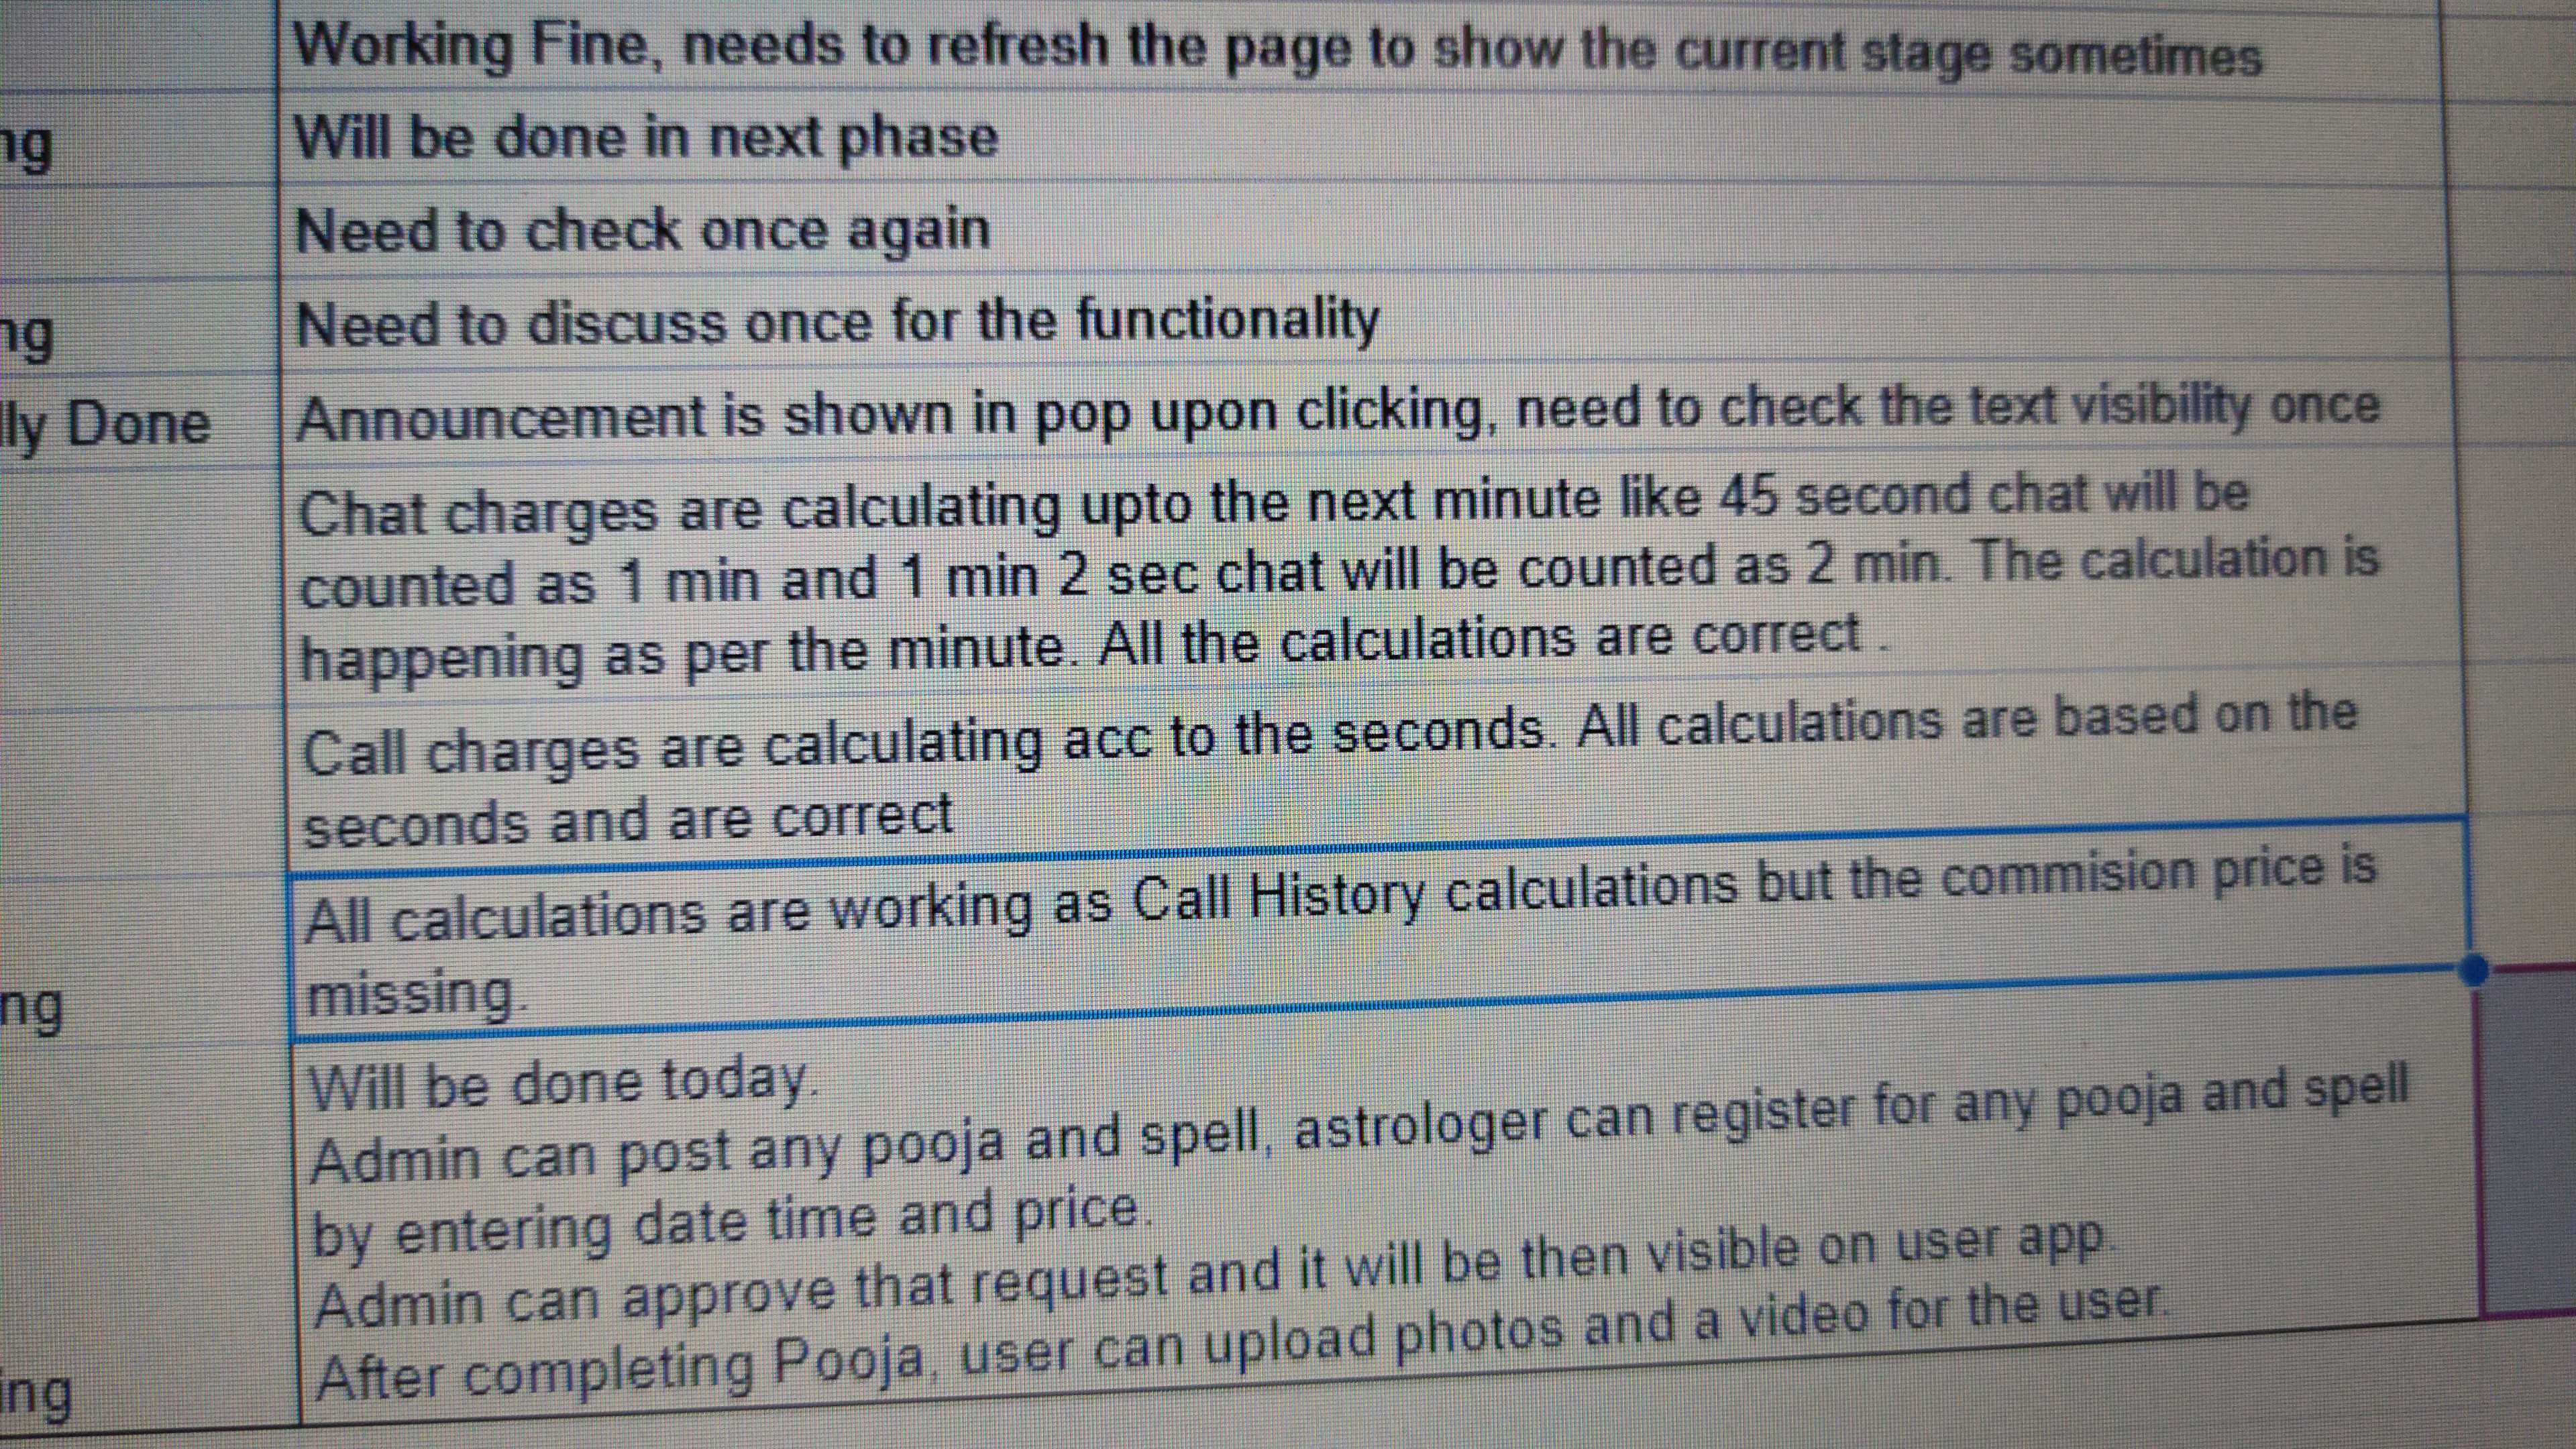 Working Fine, needs to refresh the page to show the current stage sometimes
ng
Will be done in next phase
Need to check once again
ng
Need to discuss once for the functionality
lly Done
Announcement is shown in pop upon clicking, need to check the text visibility once
Chat charges are calculating upto the next minute like 45 second chat will be
counted as 1 min and 1 min 2 sec chat will be counted as 2 min. The calculation is
happening as per the minute. All the calculations are correct .
Call charges are calculating acc to the seconds. All calculations are based on the
seconds and are correct
All calculations are working as Call History calculations but the commision price is
missing.
ng
Will be done today.
Admin can post any pooja and spell, astrologer can register for any pooja and spell
by entering date time and price.
Admin can approve that request and it will be then visible on user app.
After completing Pooja, user can upload photos and a video for the user.
ing